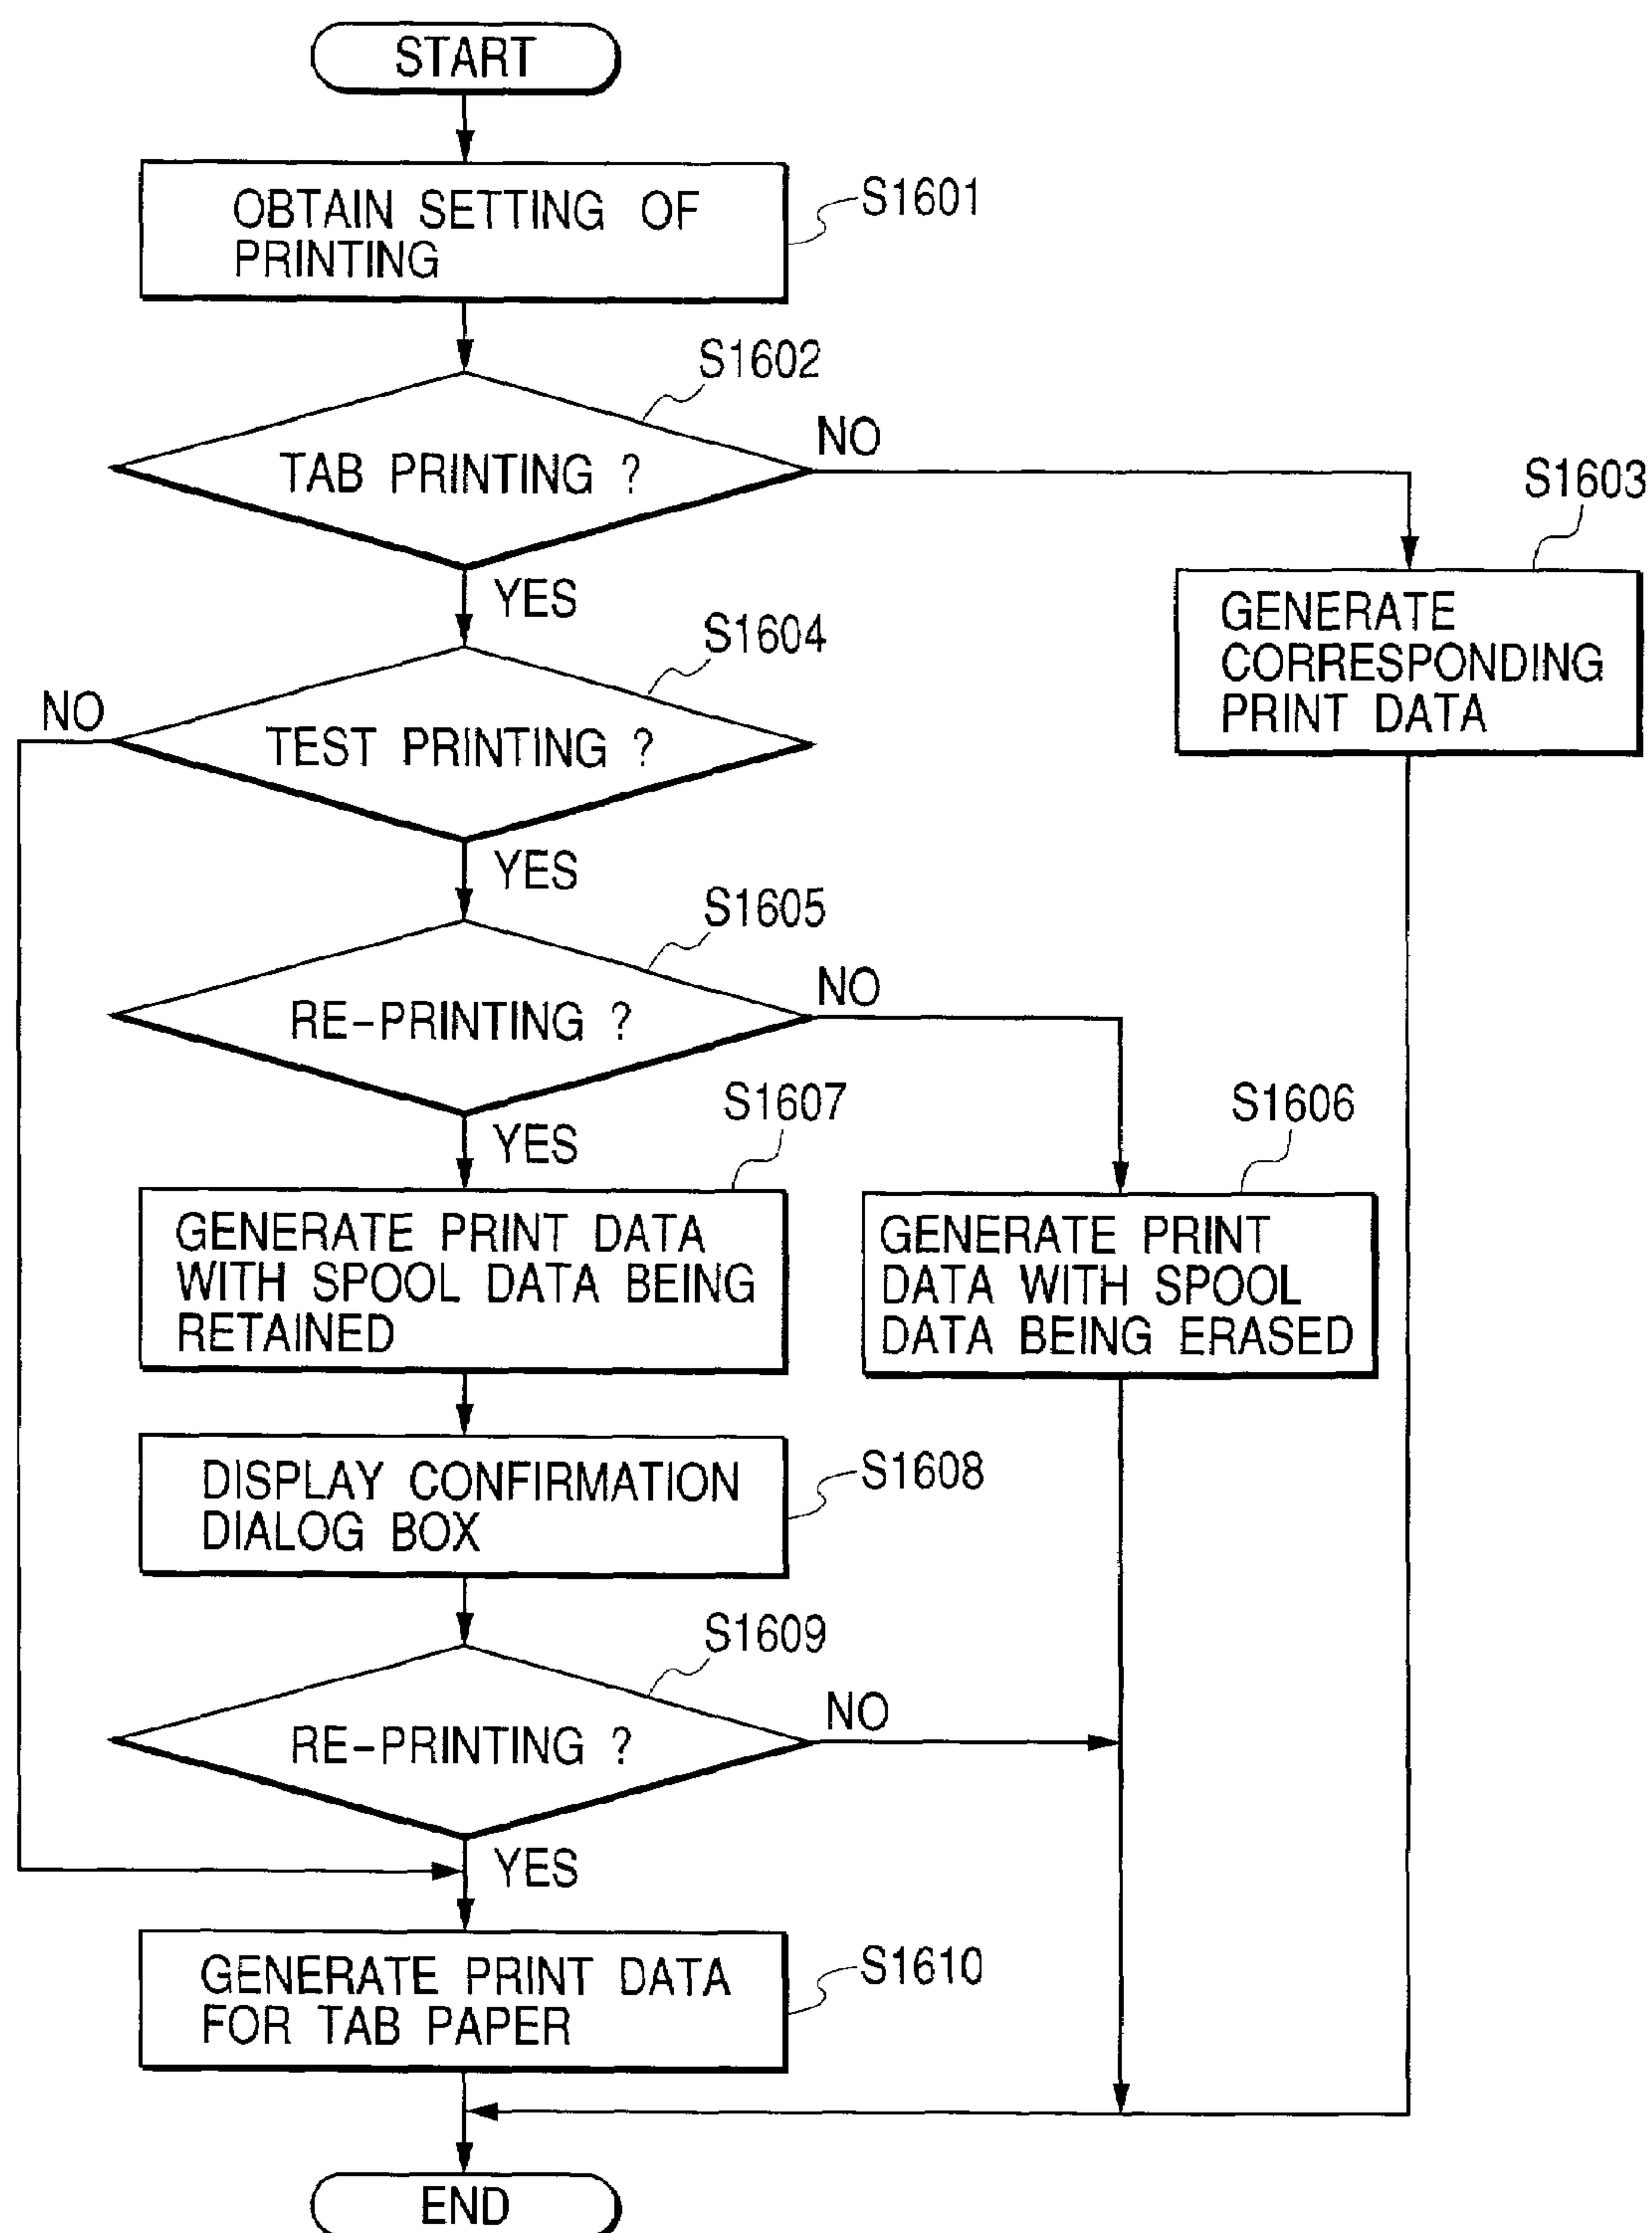 START
OBTAIN SETTING OF
PRINTING
S1601
S1602
TAB PRINTING ?
NO
YES
S1603
GENERATE
CORRESPONDING
PRINT DATA
S1604
NO
TEST PRINTING ?
YES
S1605
RE-PRINTING ?
NO
YES
S1607
GENERATE PRINT DATA
WITH SPOOL DATA BEING
RETAINED
S1606
GENERATE PRINT
DATA WITH SPOOL
DATA BEING ERASED
DISPLAY CONFIRMATION
DIALOG BOX
S1608
S1609
RE-PRINTING ?
NO
YES
GENERATE PRINT DATA
FOR TAB PAPER
S1610
END